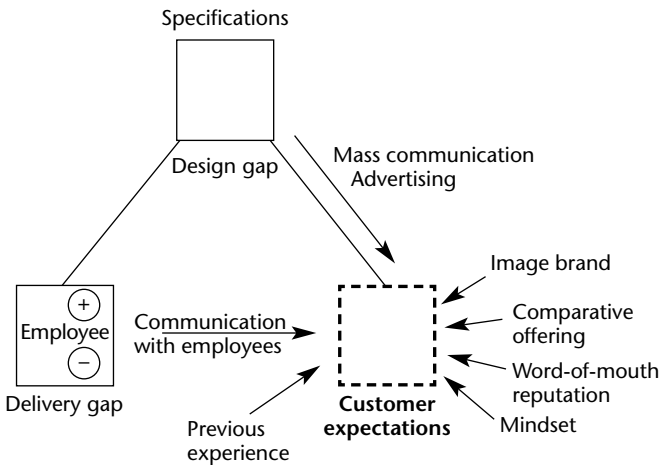 Specifications
Design gap
Mass communication
Advertising
Image brand
+
Employee
−
Communication
with employees
Comparative
offering
Word-of-mouth
reputation
Mindset
Delivery gap
Previous
experience
Customer
expectations